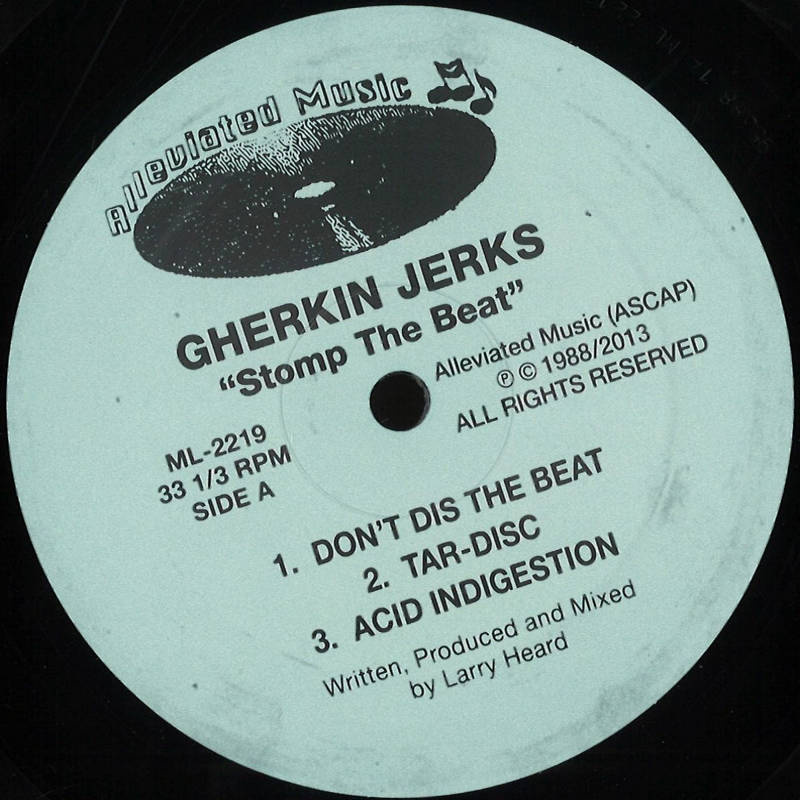 Alleviated Music
GHERKIN JERKS
“Stomp The Beat”
Alleviated Music (ASCAP)
℗ © 1988/2013
ALL RIGHTS RESERVED
ML-2219
33 1/3 RPM
SIDE A
1. DON'T DIS THE BEAT
2. TAR-DISC
3. ACID INDIGESTION
Written, Produced and Mixed
by Larry Heard